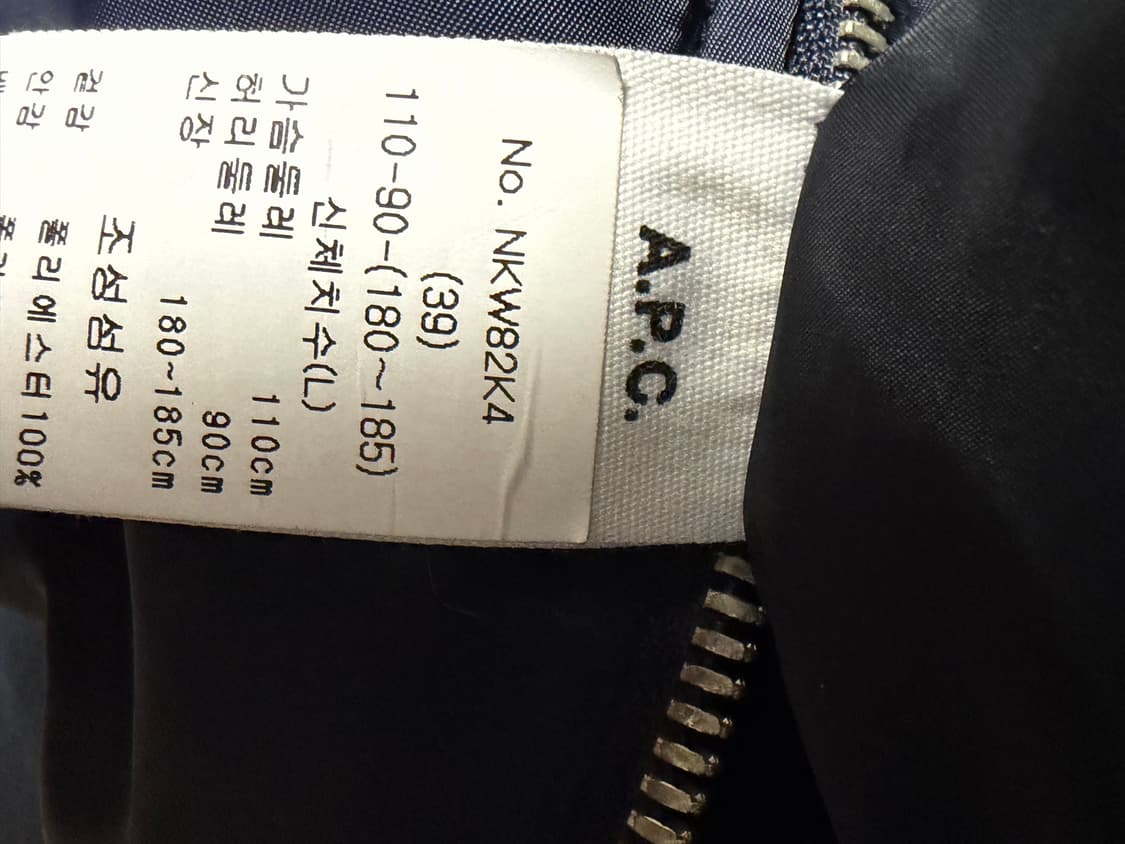 A.P.C.
No. NKW82K4
(39)
110-90-(180~185)
신체치수(L)
가슴둘레 110cm
허리둘레 90cm
신장 180~185cm
조성섬유
겉감 폴리에스터100%
안감